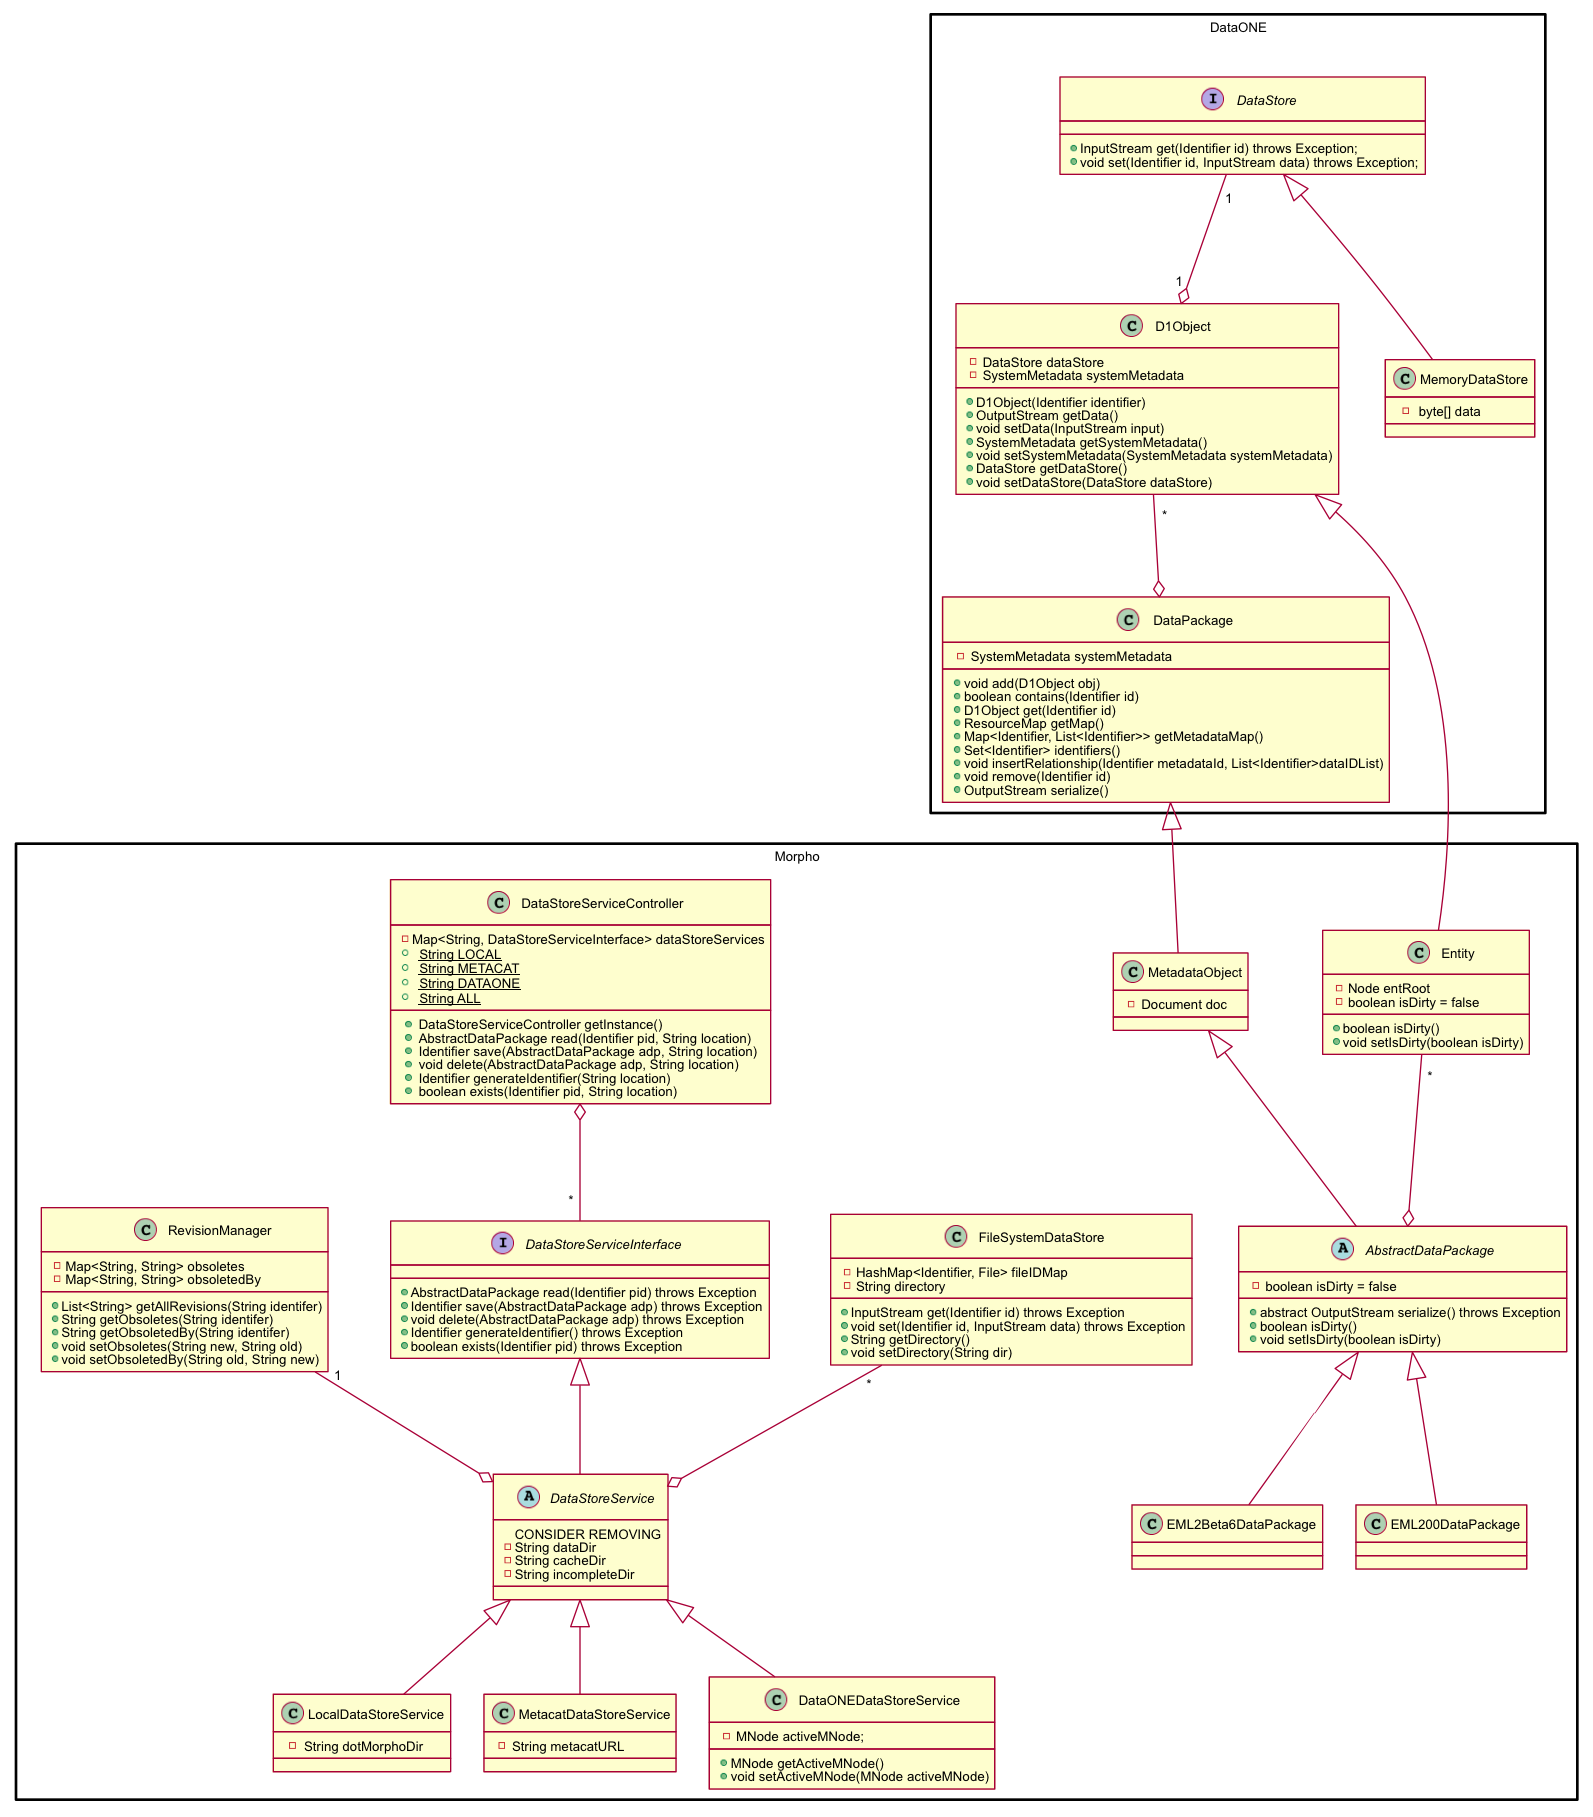 DataONE
I DataStore
InputStream get(Identifier id) throws Exception;
void set(Identifier id, InputStream data) throws Exception;
1
1
C D1Object
DataStore dataStore
SystemMetadata systemMetadata
D1Object(Identifier identifier)
OutputStream getData()
void setData(InputStream input)
SystemMetadata getSystemMetadata()
void setSystemMetadata(SystemMetadata systemMetadata)
DataStore getDataStore()
void setDataStore(DataStore dataStore)
C MemoryDataStore
byte[] data
*
C DataPackage
SystemMetadata systemMetadata
void add(D1Object obj)
boolean contains(Identifier id)
D1Object get(Identifier id)
ResourceMap getMap()
Map<Identifier, List<Identifier>> getMetadataMap()
Set<Identifier> identifiers()
void insertRelationship(Identifier metadataId, List<Identifier>dataIDList)
void remove(Identifier id)
OutputStream serialize()
Morpho
C DataStoreServiceController
Map<String, DataStoreServiceInterface> dataStoreServices
String LOCAL
String METACAT
String DATAONE
String ALL
DataStoreServiceController getInstance()
AbstractDataPackage read(Identifier pid, String location)
Identifier save(AbstractDataPackage adp, String location)
void delete(AbstractDataPackage adp, String location)
Identifier generateIdentifier(String location)
boolean exists(Identifier pid, String location)
C MetadataObject
Document doc
C Entity
Node entRoot
boolean isDirty = false
boolean isDirty()
void setIsDirty(boolean isDirty)
*
*
C RevisionManager
Map<String, String> obsoletes
Map<String, String> obsoletedBy
List<String> getAllRevisions(String identifer)
String getObsoletes(String identifer)
String getObsoletedBy(String identifer)
void setObsoletes(String new, String old)
void setObsoletedBy(String old, String new)
1
I DataStoreServiceInterface
AbstractDataPackage read(Identifier pid) throws Exception
Identifier save(AbstractDataPackage adp) throws Exception
void delete(AbstractDataPackage adp) throws Exception
Identifier generateIdentifier() throws Exception
boolean exists(Identifier pid) throws Exception
C FileSystemDataStore
HashMap<Identifier, File> fileIDMap
String directory
InputStream get(Identifier id) throws Exception
void set(Identifier id, InputStream data) throws Exception
String getDirectory()
void setDirectory(String dir)
*
A AbstractDataPackage
boolean isDirty = false
abstract OutputStream serialize() throws Exception
boolean isDirty()
void setIsDirty(boolean isDirty)
A DataStoreService
CONSIDER REMOVING
String dataDir
String cacheDir
String incompleteDir
C EML2Beta6DataPackage
C EML200DataPackage
C LocalDataStoreService
String dotMorphoDir
C MetacatDataStoreService
String metacatURL
C DataONEDataStoreService
MNode activeMNode;
MNode getActiveMNode()
void setActiveMNode(MNode activeMNode)